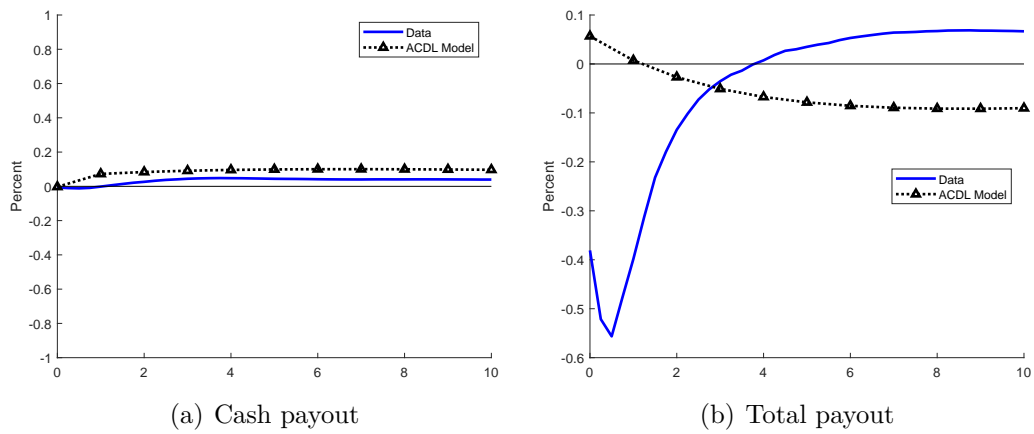 1
0.8
0.6
0.4
0.2
0
-0.2
-0.4
-0.6
-0.8
-1
Percent
0 2 4 6 8 10
Data
ACDL Model
(a) Cash payout
0.1
0
-0.1
-0.2
-0.3
-0.4
-0.5
-0.6
Percent
0 2 4 6 8 10
Data
ACDL Model
(b) Total payout